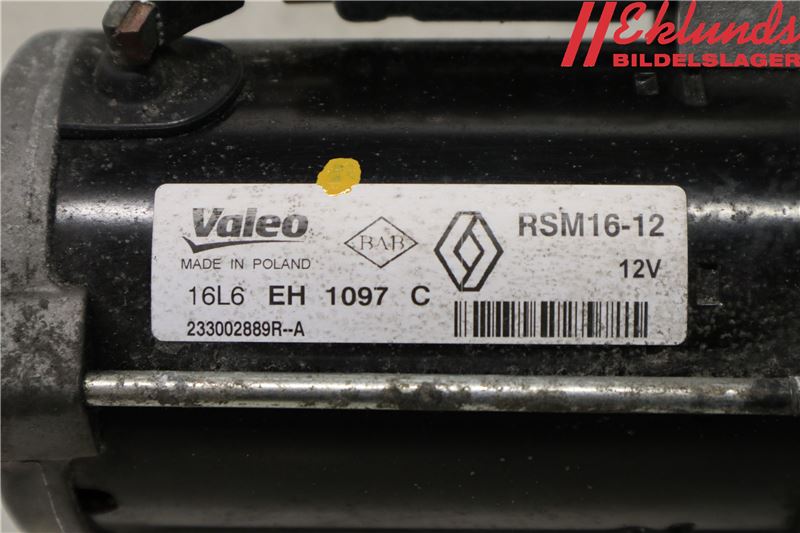 Eklunds
BILDELSLAGER
Valeo
BAB
RSM16-12
MADE IN POLAND
12V
16L6 EH 1097 C
233002889R--A